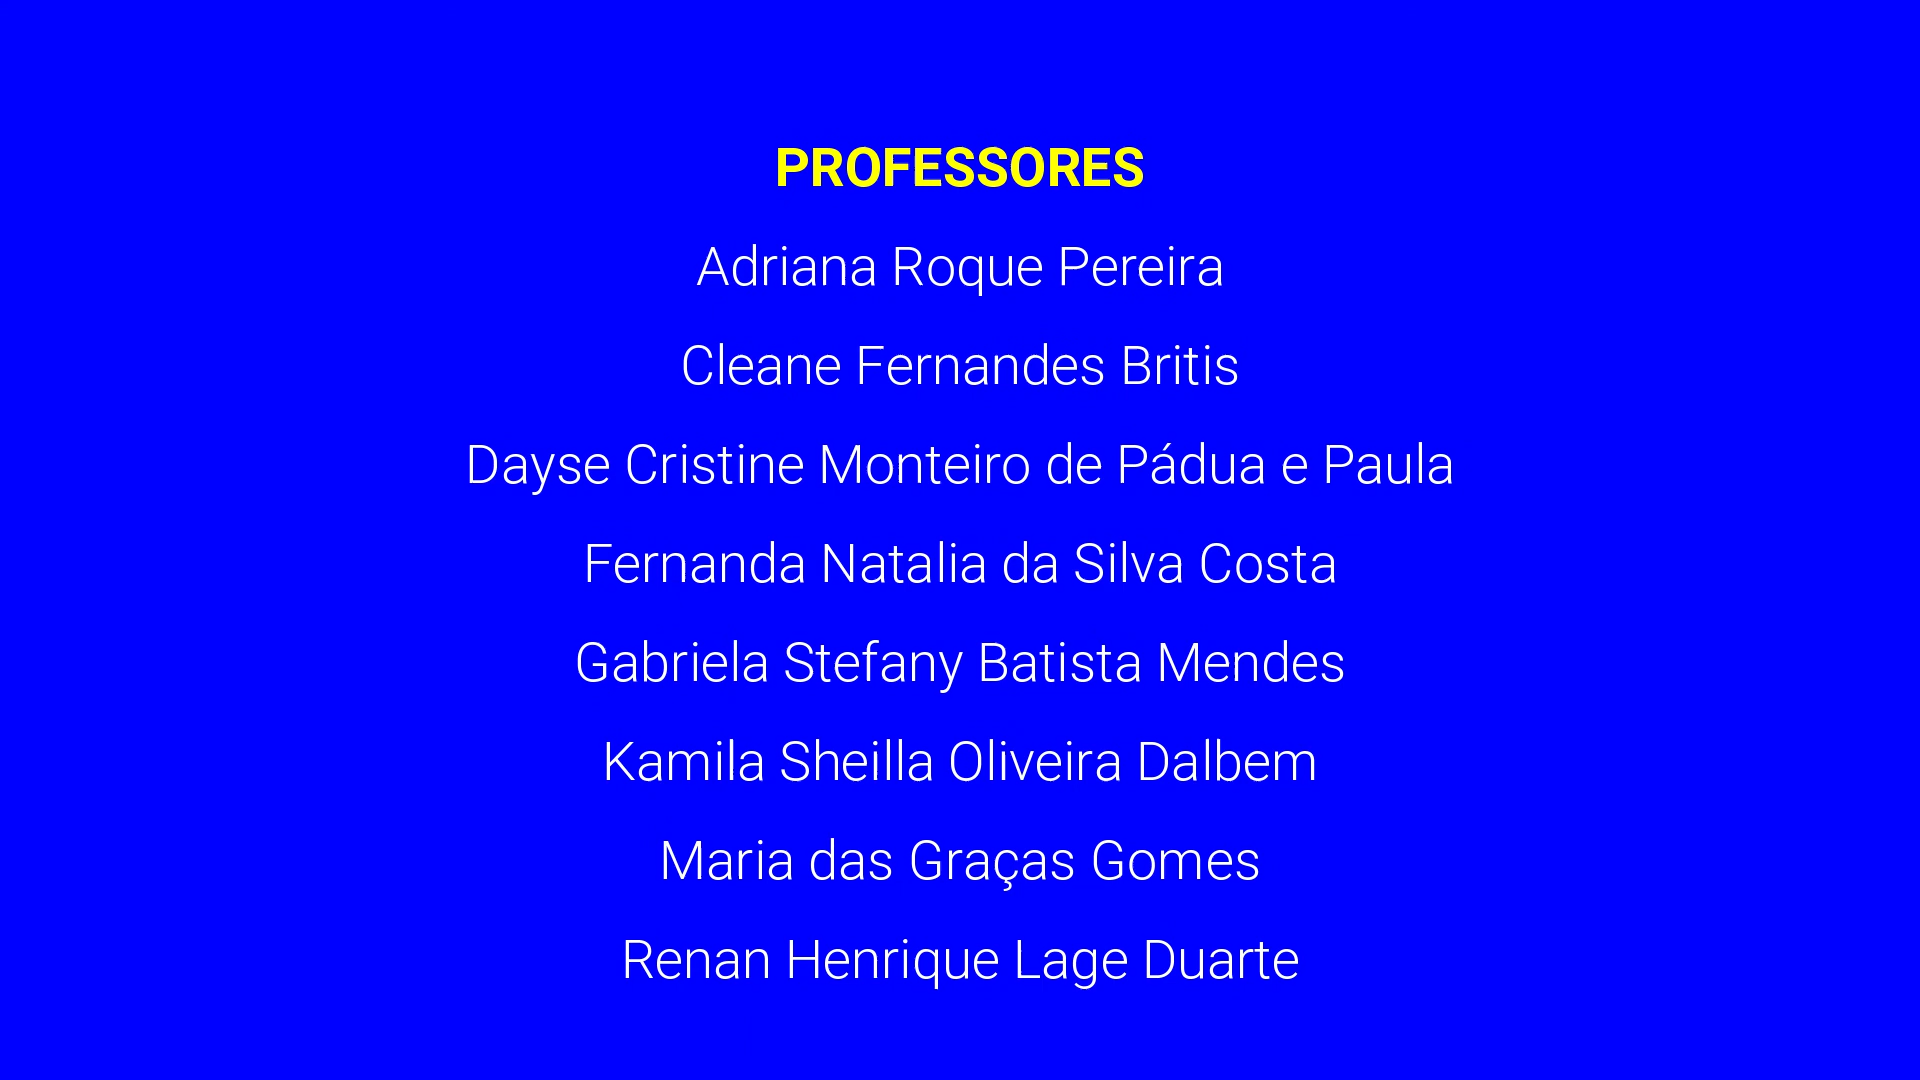 PROFESSORES
Adriana Roque Pereira
Cleane Fernandes Britis
Dayse Cristine Monteiro de Pádua e Paula
Fernanda Natalia da Silva Costa
Gabriela Stefany Batista Mendes
Kamila Sheilla Oliveira Dalbem
Maria das Graças Gomes
Renan Henrique Lage Duarte